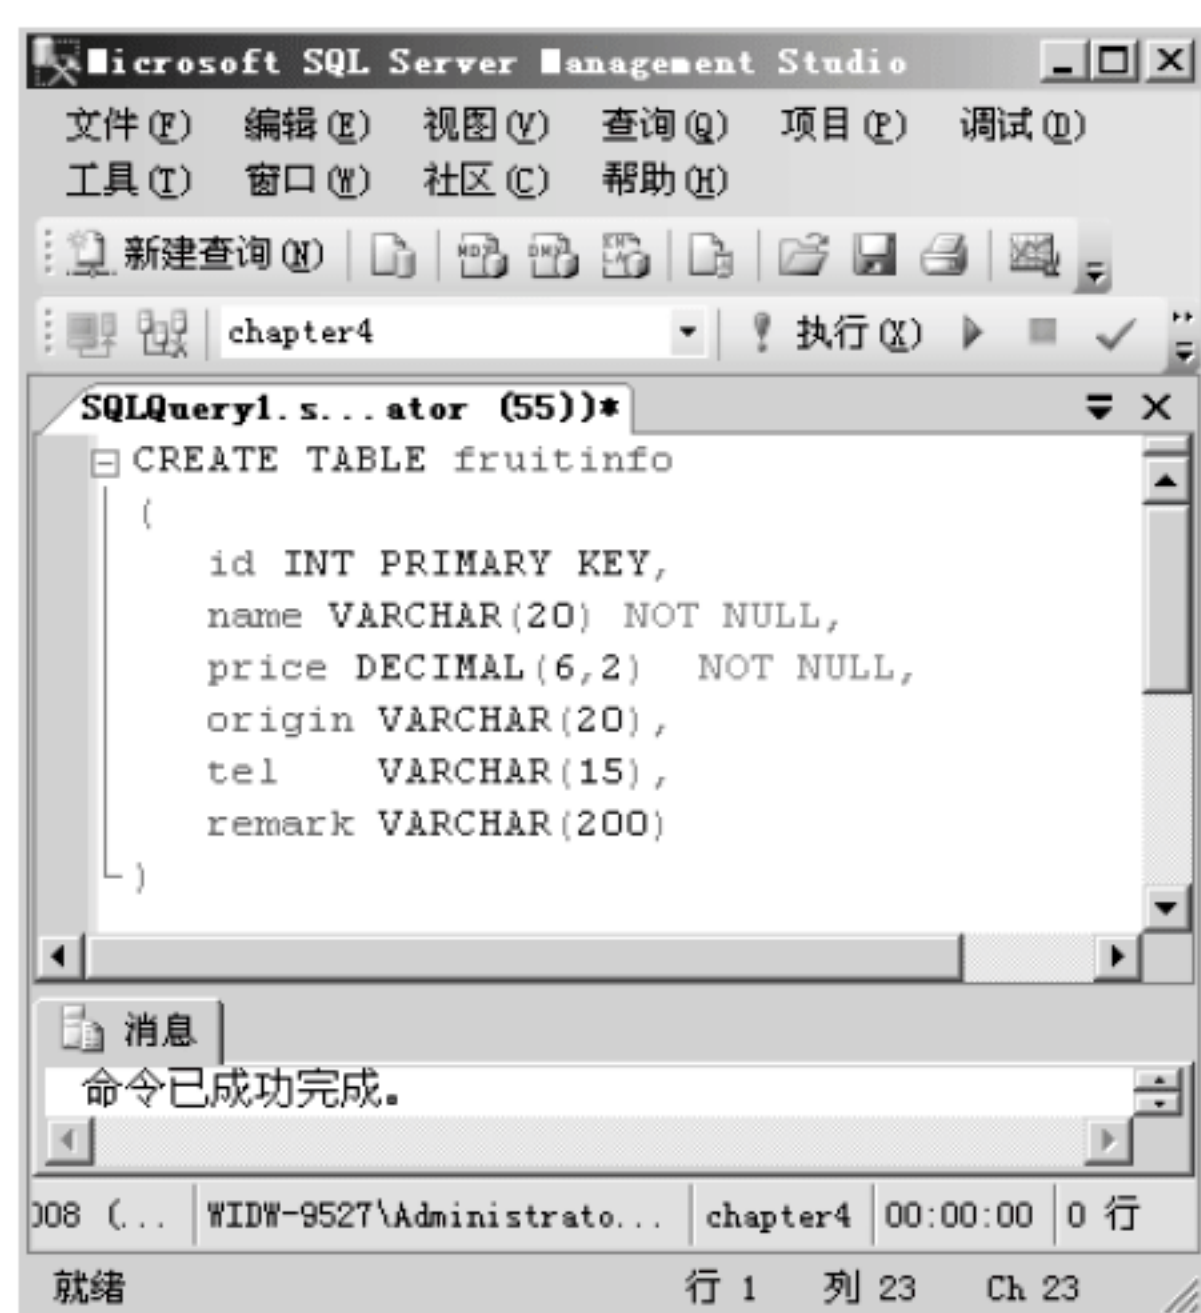 Microsoft SQL Server Management Studio
文件(F) 编辑(E) 视图(V) 查询(Q) 项目(P) 调试(D)
工具(T) 窗口(W) 社区(C) 帮助(H)
新建查询(N)
chapter4 执行(X)
SQLQuery1.s...ator (55))*
CREATE TABLE fruitinfo
(
id INT PRIMARY KEY,
name VARCHAR(20) NOT NULL,
price DECIMAL(6,2) NOT NULL,
origin VARCHAR(20),
tel VARCHAR(15),
remark VARCHAR(200)
)
消息
命令已成功完成。
008 (... WIDW-9527\Administrato... chapter4 00:00:00 0 行
就绪 行 1 列 23 Ch 23